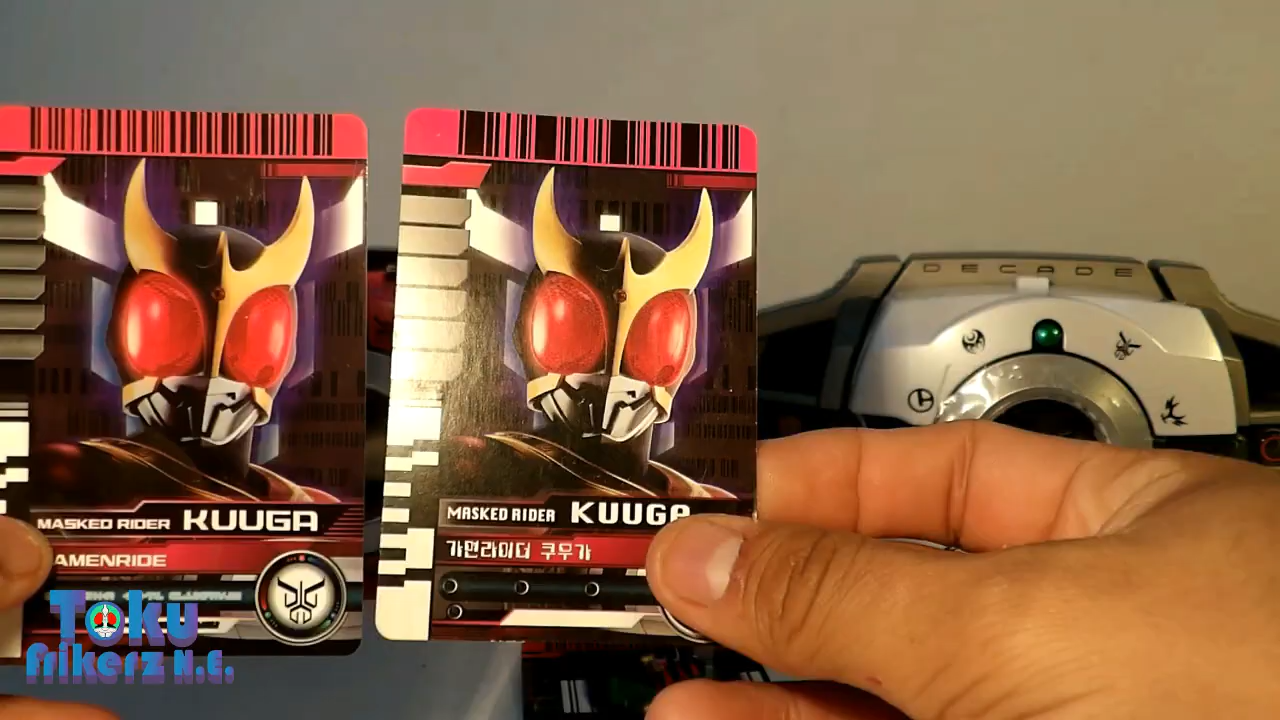 DECADE
MASKED RIDER KUUGA
AMENRIDE
MASKED RIDER KUUGA
가면라이더 쿠우가
Toku
frikerz N.E.